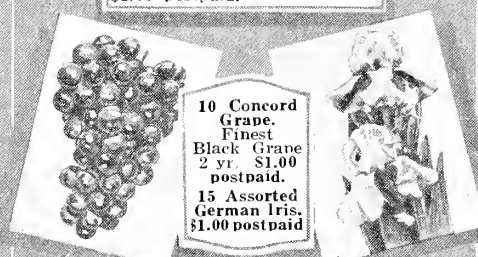 10 Concord
Grape.
Finest
Black Grape
2 yr. $1.00
postpaid.
15 Assorted
German Iris.
$1.00 postpaid